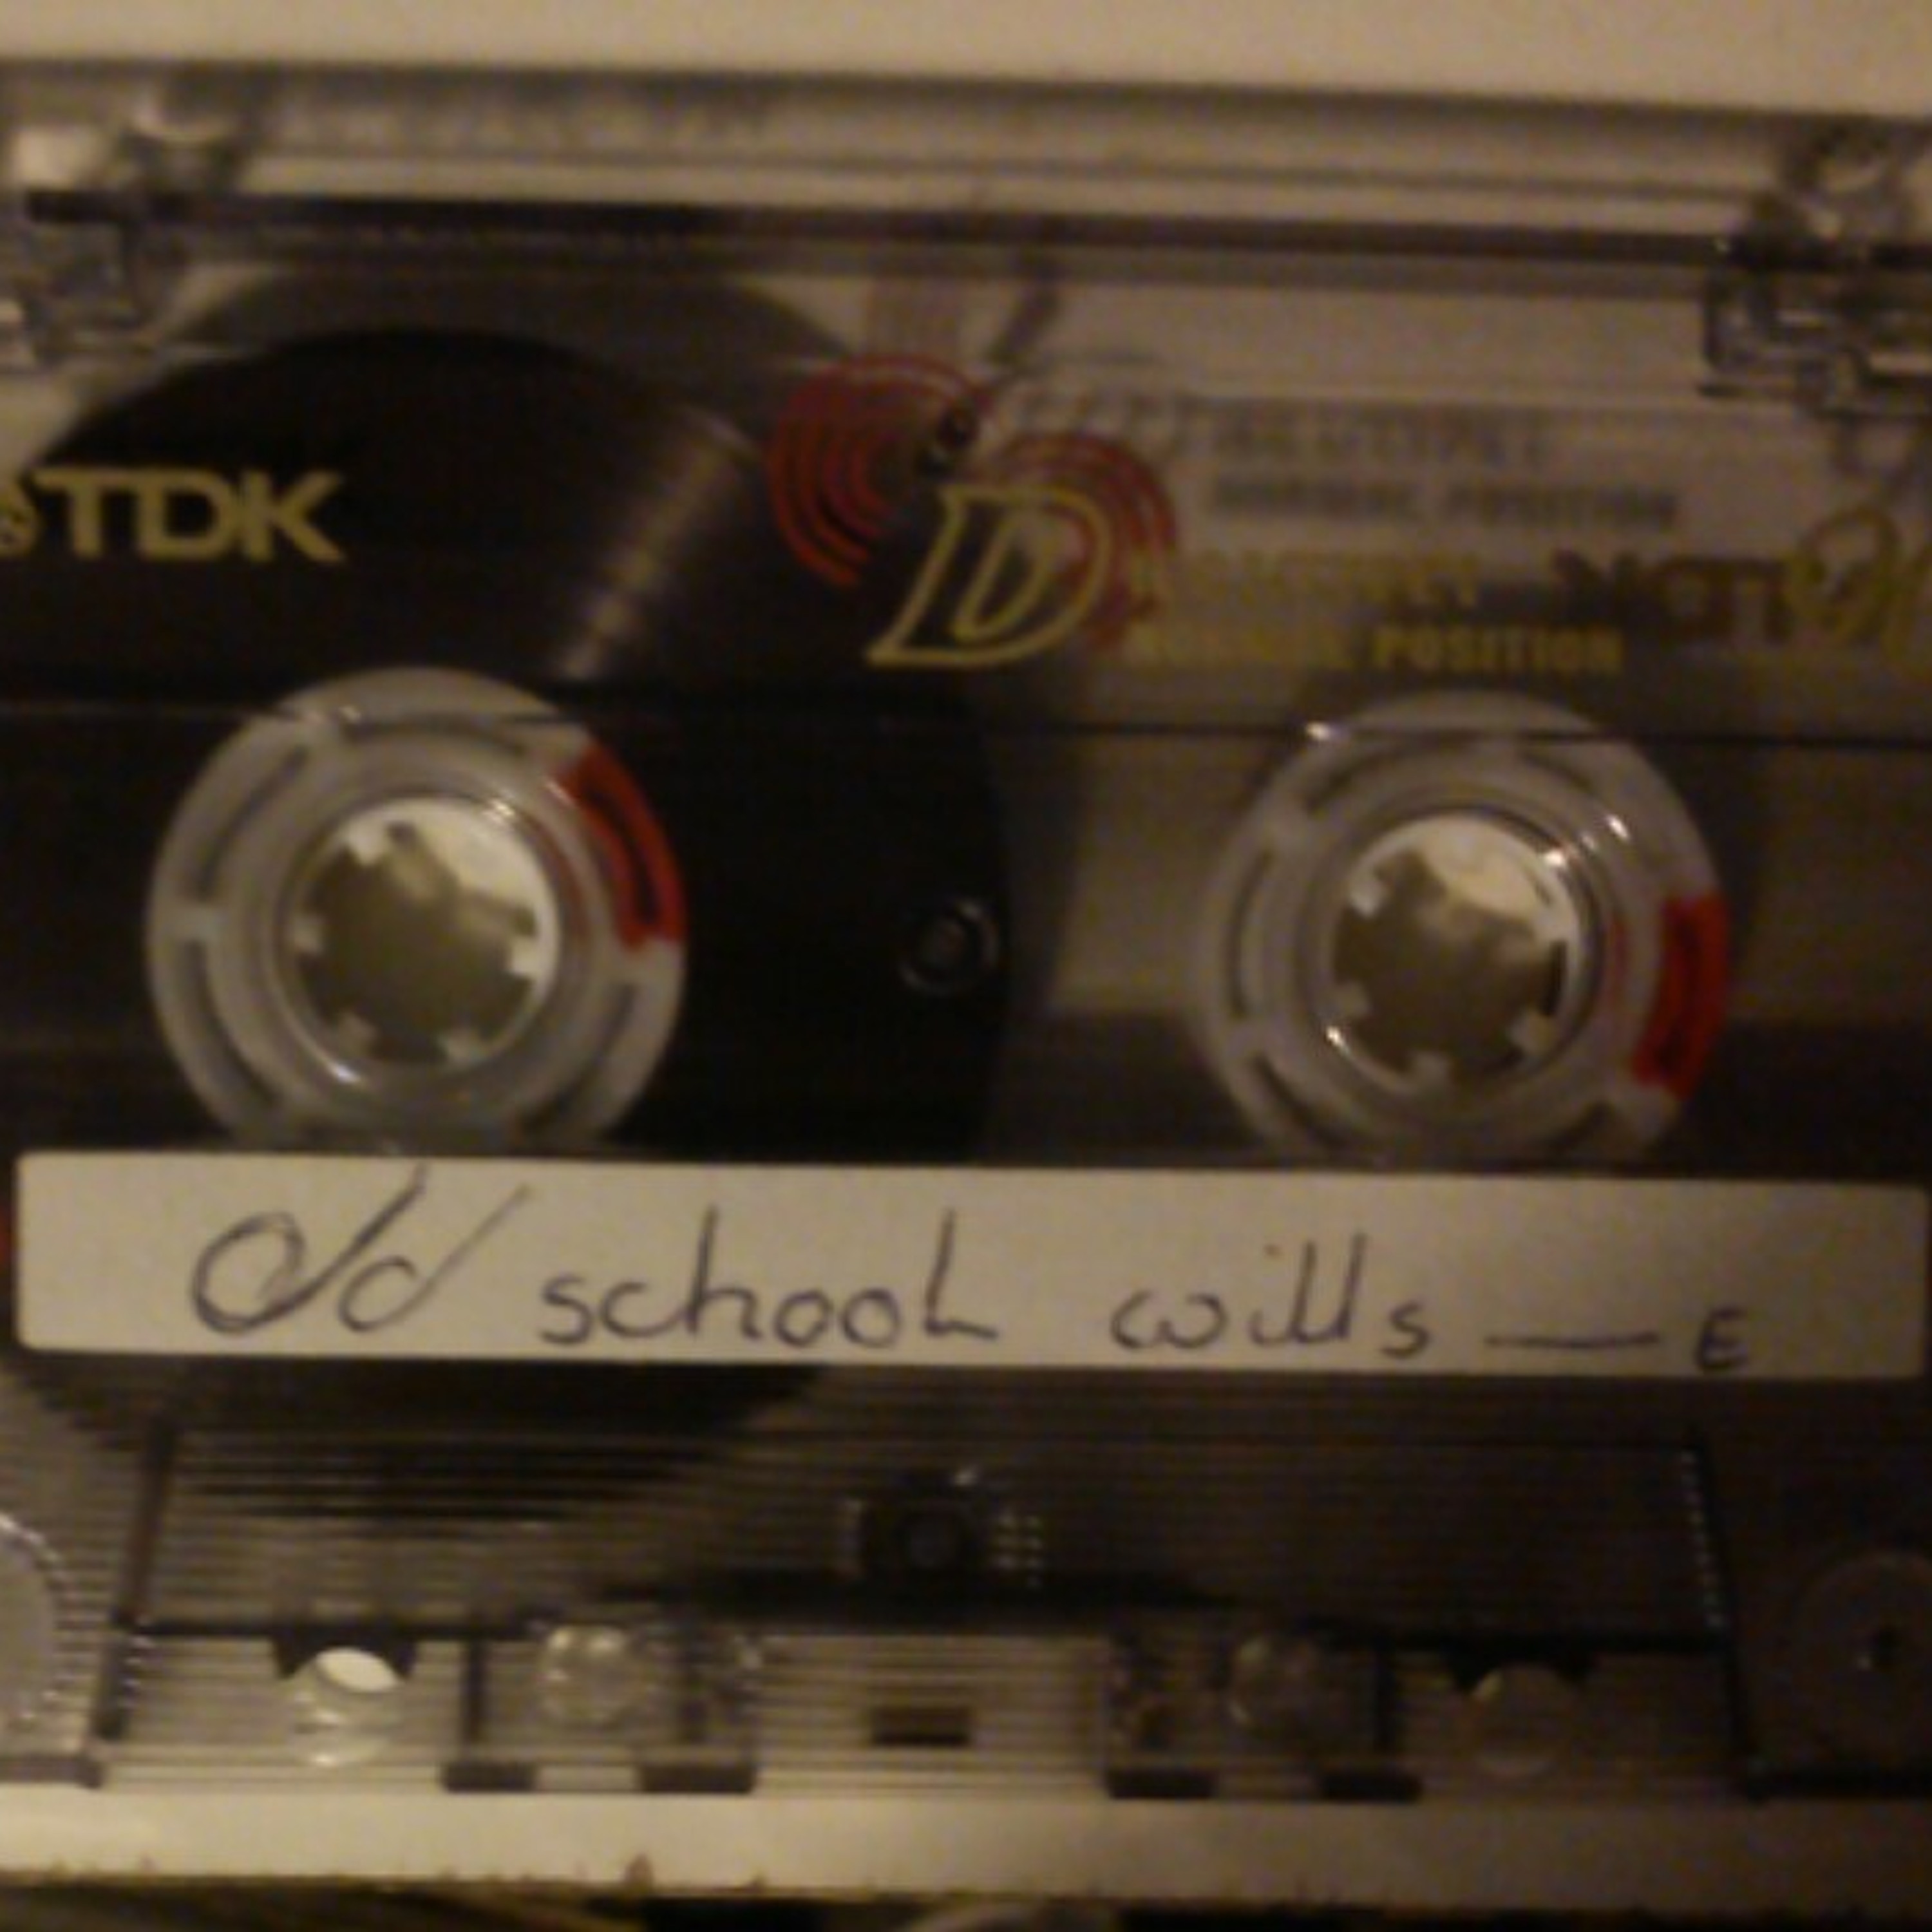 TDK
D
POSITION
Old school wills — E